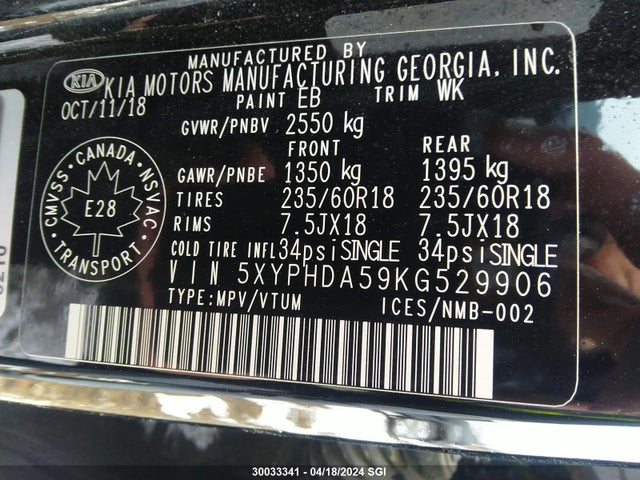 MANUFACTURED BY
KIA KIA MOTORS MANUFACTURING GEORGIA, INC.
OCT/11/18 PAINT EB TRIM WK
GVWR/PNBV 2550 kg
FRONT REAR
GAWR/PNBE 1350 kg 1395 kg
TIRES 235/60R18 235/60R18
RIMS 7.5JX18 7.5JX18
COLD TIRE INFL 34psi SINGLE 34psi SINGLE
VIN 5XYPHDA59KG529906
TYPE:MPV/VTUM ICES/NMB-002
CMVSS · CANADA · NSVAC
E28
TRANSPORT
30033341 - 04/18/2024 SGI